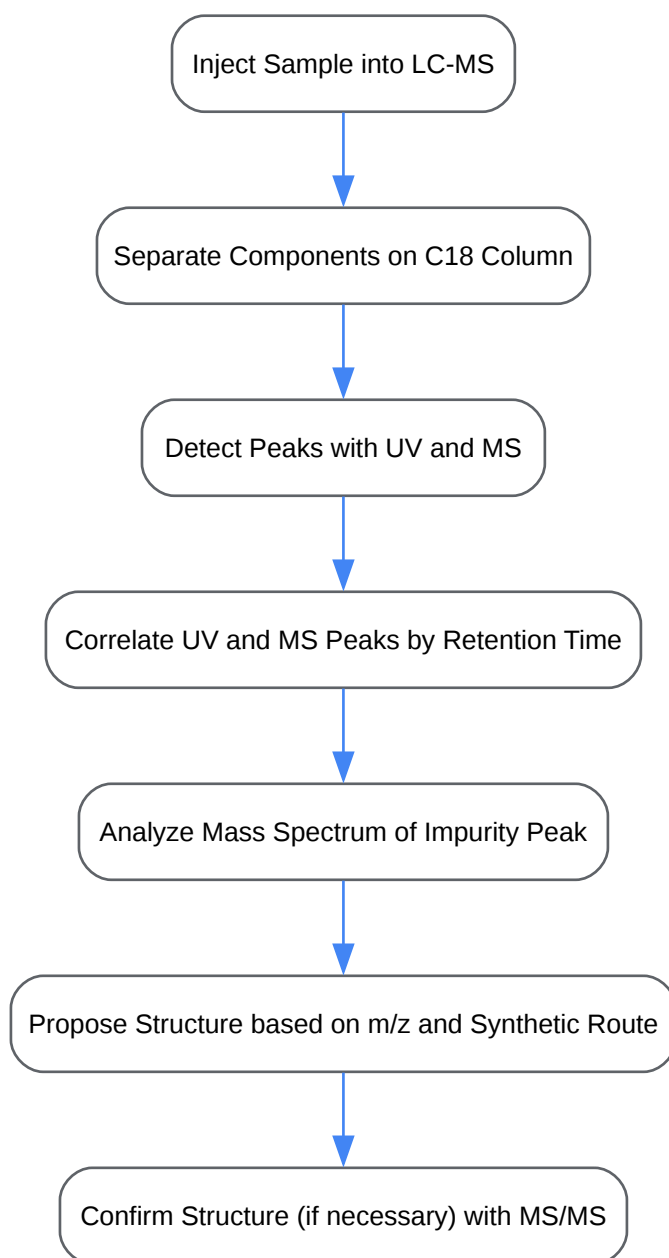 Inject Sample into LC-MS
Separate Components on C18 Column
Detect Peaks with UV and MS
Correlate UV and MS Peaks by Retention Time
Analyze Mass Spectrum of Impurity Peak
Propose Structure based on m/z and Synthetic Route
Confirm Structure (if necessary) with MS/MS